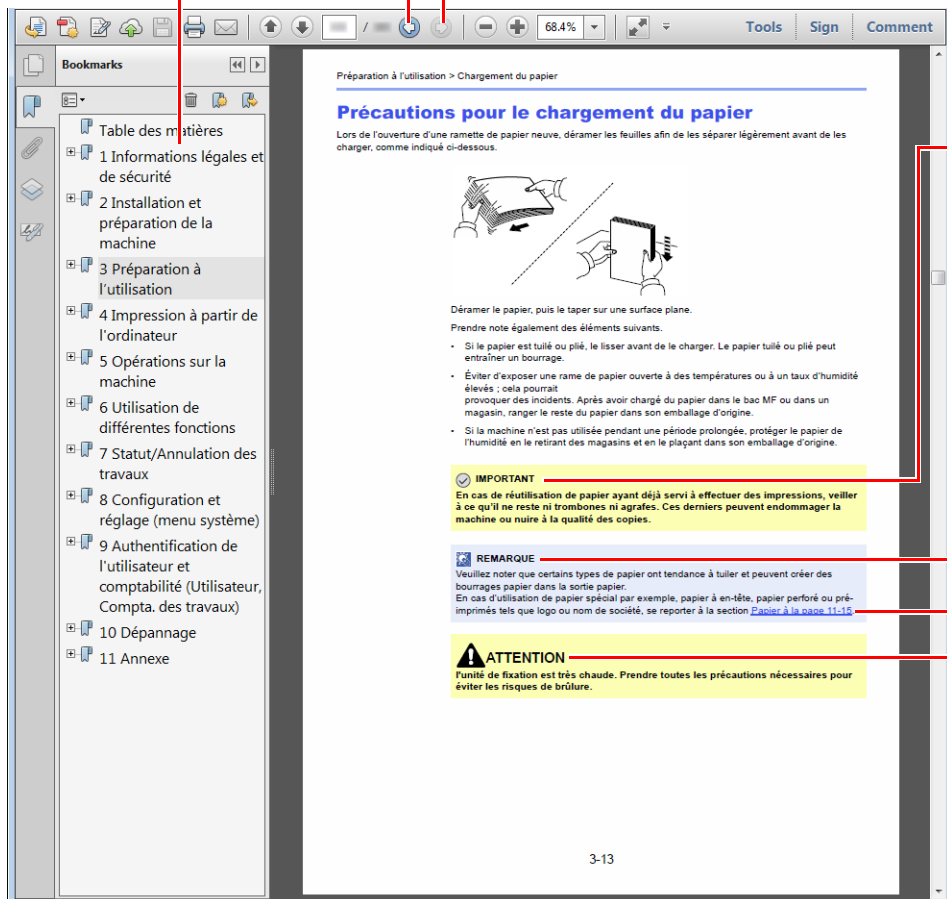 /
68.4%
Tools
Sign
Comment
Bookmarks
Table des matières
1 Informations légales et
de sécurité
2 Installation et
préparation de la
machine
3 Préparation à
l'utilisation
4 Impression à partir de
l'ordinateur
5 Opérations sur la
machine
6 Utilisation de
différentes fonctions
7 Statut/Annulation des
travaux
8 Configuration et
réglage (menu système)
9 Authentification de
l'utilisateur et
comptabilité (Utilisateur,
Compta. des travaux)
10 Dépannage
11 Annexe
Préparation à l'utilisation > Chargement du papier
Précautions pour le chargement du papier
Lors de l'ouverture d'une ramette de papier neuve, déramer les feuilles afin de les séparer légèrement avant de les
charger, comme indiqué ci-dessous.
Déramer le papier, puis le taper sur une surface plane.
Prendre note également des éléments suivants.
• Si le papier est tuilé ou plié, le lisser avant de le charger. Le papier tuilé ou plié peut
entraîner un bourrage.
• Éviter d'exposer une rame de papier ouverte à des températures ou à un taux d'humidité
élevés ; cela pourrait
provoquer des incidents. Après avoir chargé du papier dans le bac MF ou dans un
magasin, ranger le reste du papier dans son emballage d'origine.
• Si la machine n'est pas utilisée pendant une période prolongée, protéger le papier de
l'humidité en le retirant des magasins et en le plaçant dans son emballage d'origine.
IMPORTANT
En cas de réutilisation de papier ayant déjà servi à effectuer des impressions, veiller
à ce qu'il ne reste ni trombones ni agrafes. Ces derniers peuvent endommager la
machine ou nuire à la qualité des copies.
REMARQUE
Veuillez noter que certains types de papier ont tendance à tuiler et peuvent créer des
bourrages papier dans la sortie papier.
En cas d'utilisation de papier spécial par exemple, papier à en-tête, papier perforé ou pré-
imprimés tels que logo ou nom de société, se reporter à la section Papier à la page 11-15.
ATTENTION
l'unité de fixation est très chaude. Prendre toutes les précautions nécessaires pour
éviter les risques de brûlure.
3-13